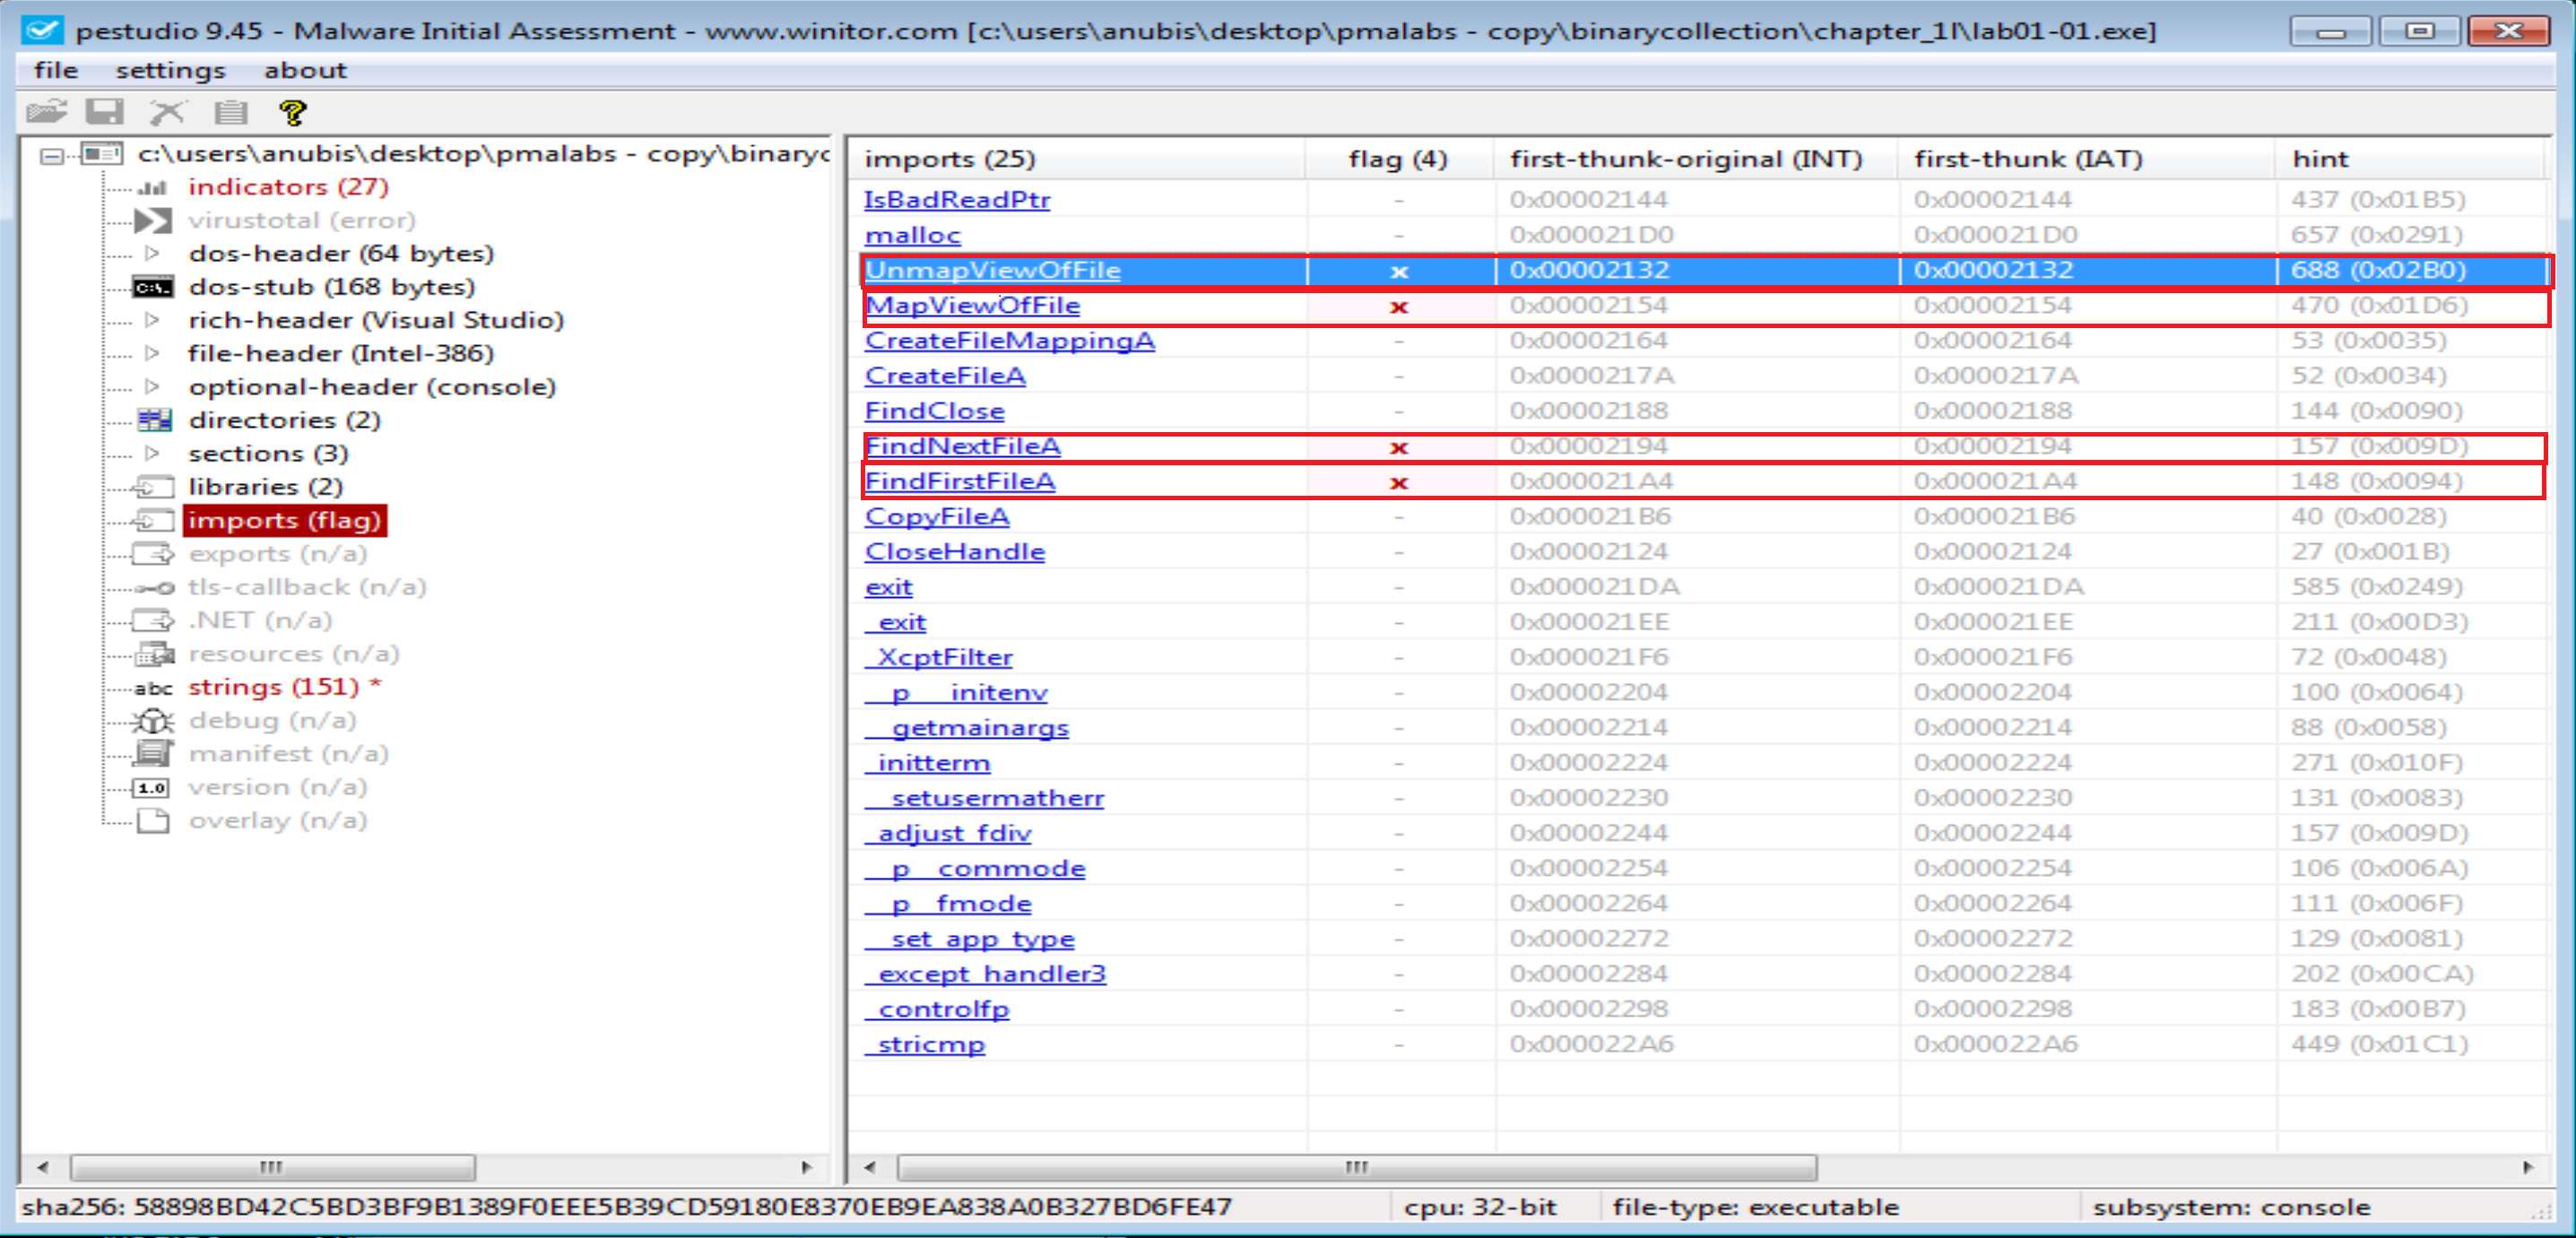 pestudio 9.45 - Malware Initial Assessment - www.winitor.com [c:\users\anubis\desktop\pmalabs - copy\binarycollection\chapter_1l\lab01-01.exe]
file settings about
c:\users\anubis\desktop\pmalabs - copy\binaryc
indicators (27)
virustotal (error)
dos-header (64 bytes)
dos-stub (168 bytes)
rich-header (Visual Studio)
file-header (Intel-386)
optional-header (console)
directories (2)
sections (3)
libraries (2)
imports (flag)
exports (n/a)
tls-callback (n/a)
.NET (n/a)
resources (n/a)
abc strings (151) *
debug (n/a)
manifest (n/a)
1.0 version (n/a)
overlay (n/a)
imports (25) flag (4) first-thunk-original (INT) first-thunk (IAT) hint
IsBadReadPtr - 0x00002144 0x00002144 437 (0x01B5)
malloc - 0x000021D0 0x000021D0 657 (0x0291)
UnmapViewOfFile x 0x00002132 0x00002132 688 (0x02B0)
MapViewOfFile x 0x00002154 0x00002154 470 (0x01D6)
CreateFileMappingA - 0x00002164 0x00002164 53 (0x0035)
CreateFileA - 0x0000217A 0x0000217A 52 (0x0034)
FindClose - 0x00002188 0x00002188 144 (0x0090)
FindNextFileA x 0x00002194 0x00002194 157 (0x009D)
FindFirstFileA x 0x000021A4 0x000021A4 148 (0x0094)
CopyFileA - 0x000021B6 0x000021B6 40 (0x0028)
CloseHandle - 0x00002124 0x00002124 27 (0x001B)
exit - 0x000021DA 0x000021DA 585 (0x0249)
_exit - 0x000021EE 0x000021EE 211 (0x00D3)
_XcptFilter - 0x000021F6 0x000021F6 72 (0x0048)
__p___initenv - 0x00002204 0x00002204 100 (0x0064)
__getmainargs - 0x00002214 0x00002214 88 (0x0058)
_initterm - 0x00002224 0x00002224 271 (0x010F)
__setusermatherr - 0x00002230 0x00002230 131 (0x0083)
_adjust_fdiv - 0x00002244 0x00002244 157 (0x009D)
__p__commode - 0x00002254 0x00002254 106 (0x006A)
__p__fmode - 0x00002264 0x00002264 111 (0x006F)
__set_app_type - 0x00002272 0x00002272 129 (0x0081)
_except_handler3 - 0x00002284 0x00002284 202 (0x00CA)
_controlfp - 0x00002298 0x00002298 183 (0x00B7)
_stricmp - 0x000022A6 0x000022A6 449 (0x01C1)
sha256: 58898BD42C5BD3BF9B1389F0EEE5B39CD59180E8370EB9EA838A0B327BD6FE47 cpu: 32-bit file-type: executable subsystem: console